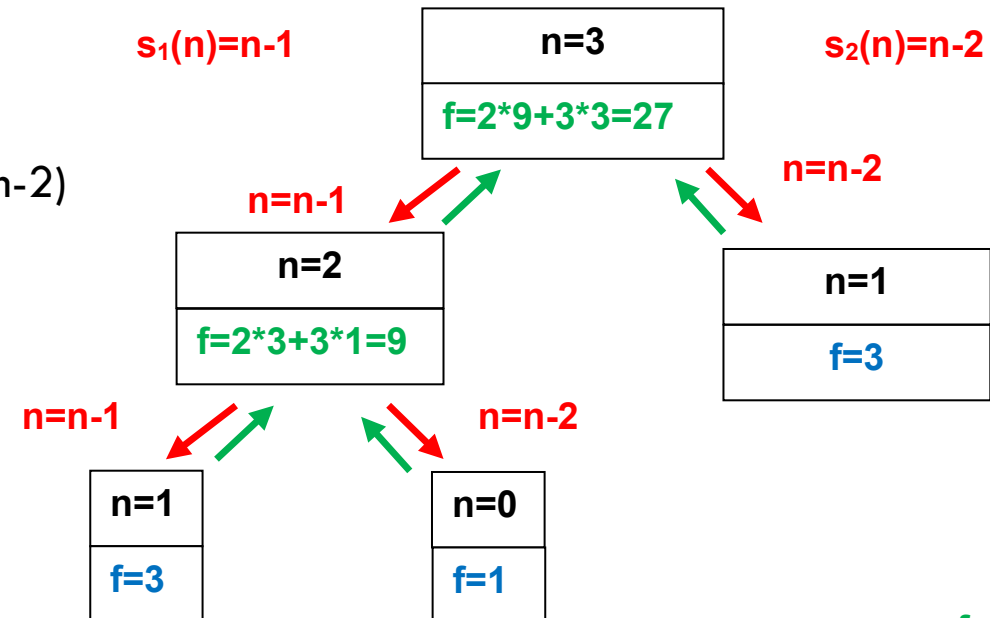 s₁(n)=n-1
n=3
s₂(n)=n-2
f=2*9+3*3=27
n-2)
n=n-2
n=n-1
n=2
n=1
f=2*3+3*1=9
f=3
n=n-1
n=n-2
n=1
n=0
f=3
f=1